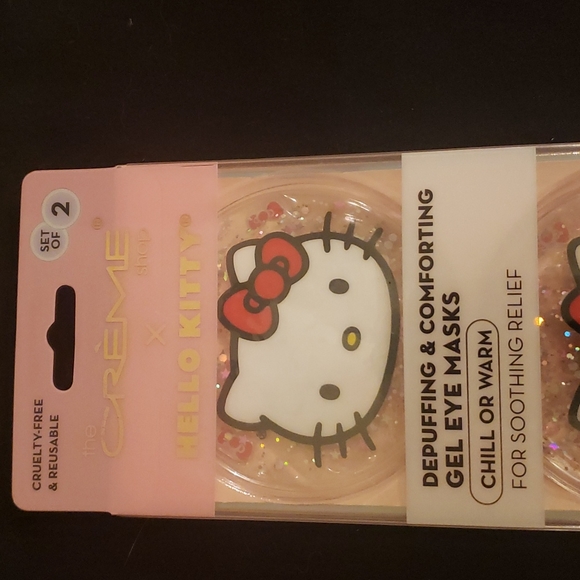 SET
OF 2
the
CRÈME®
shop
×
HELLO KITTY®
CRUELTY-FREE
& REUSABLE
DEPUFFING & COMFORTING
GEL EYE MASKS
CHILL OR WARM
FOR SOOTHING RELIEF